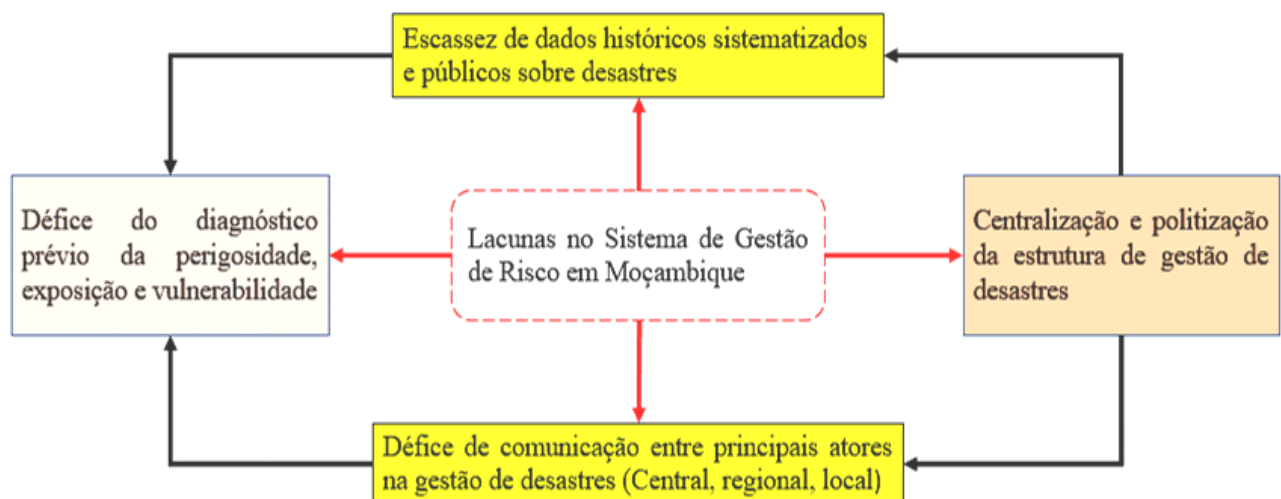 Escassez de dados históricos sistematizados
e públicos sobre desastres
Défice do diagnóstico
prévio da perigosidade,
exposição e vulnerabilidade
Lacunas no Sistema de Gestão
de Risco em Moçambique
Centralização e politização
da estrutura de gestão de
desastres
Défice de comunicação entre principais atores
na gestão de desastres (Central, regional, local)